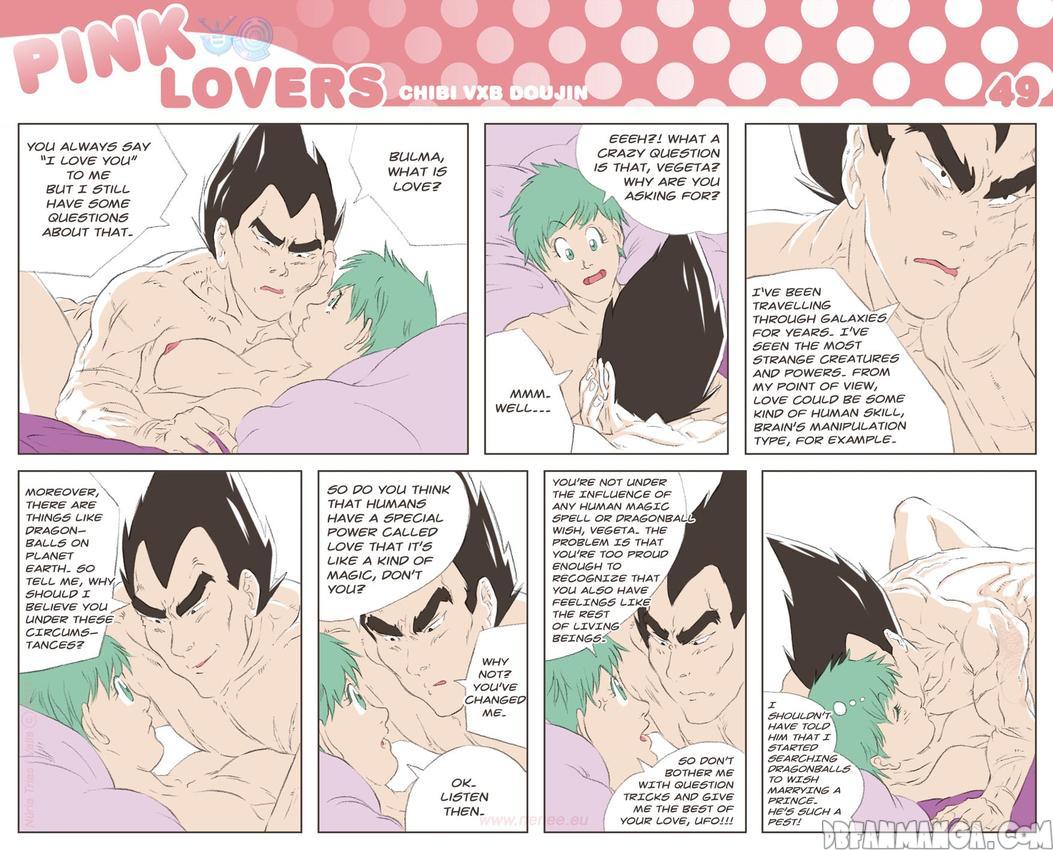 PINK
LOVERS
CHIBI VXB DOUJIN
49
YOU ALWAYS SAY
"I LOVE YOU"
TO ME
BUT I STILL
HAVE SOME
QUESTIONS
ABOUT THAT.
BULMA,
WHAT IS
LOVE?
EEEH?! WHAT A
CRAZY QUESTION
IS THAT, VEGETA?
WHY ARE YOU
ASKING FOR?
MMM.
WELL...
I'VE BEEN
TRAVELLING
THROUGH GALAXIES
FOR YEARS. I'VE
SEEN THE MOST
STRANGE CREATURES
AND POWERS. FROM
MY POINT OF VIEW,
LOVE COULD BE SOME
KIND OF HUMAN SKILL,
BRAIN'S MANIPULATION
TYPE, FOR EXAMPLE.
MOREOVER,
THERE ARE
THINGS LIKE
DRAGON-
BALLS ON
PLANET
EARTH. SO
TELL ME, WHY
SHOULD I
BELIEVE YOU
UNDER THESE
CIRCUMS-
TANCES?
SO DO YOU THINK
THAT HUMANS
HAVE A SPECIAL
POWER CALLED
LOVE THAT IT'S
LIKE A KIND OF
MAGIC, DON'T
YOU?
WHY
NOT?
YOU'VE
CHANGED
ME.
OK.
LISTEN
THEN.
YOU'RE NOT UNDER
THE INFLUENCE OF
ANY HUMAN MAGIC
SPELL OR DRAGONBALL
WISH, VEGETA. THE
PROBLEM IS THAT
YOU'RE TOO PROUD
ENOUGH TO
RECOGNIZE THAT
YOU ALSO HAVE
FEELINGS LIKE
THE REST
OF LIVING
BEINGS.
SO DON'T
BOTHER ME
WITH QUESTION
TRICKS AND GIVE
ME THE BEST OF
YOUR LOVE, UFO!!!
I
SHOULDN'T
HAVE TOLD
HIM THAT I
STARTED
SEARCHING
DRAGONBALLS
TO WISH
MARRYING A
PRINCE.
HE'S SUCH A
PEST!
www.nenee.eu
DBFANMANGA.COM